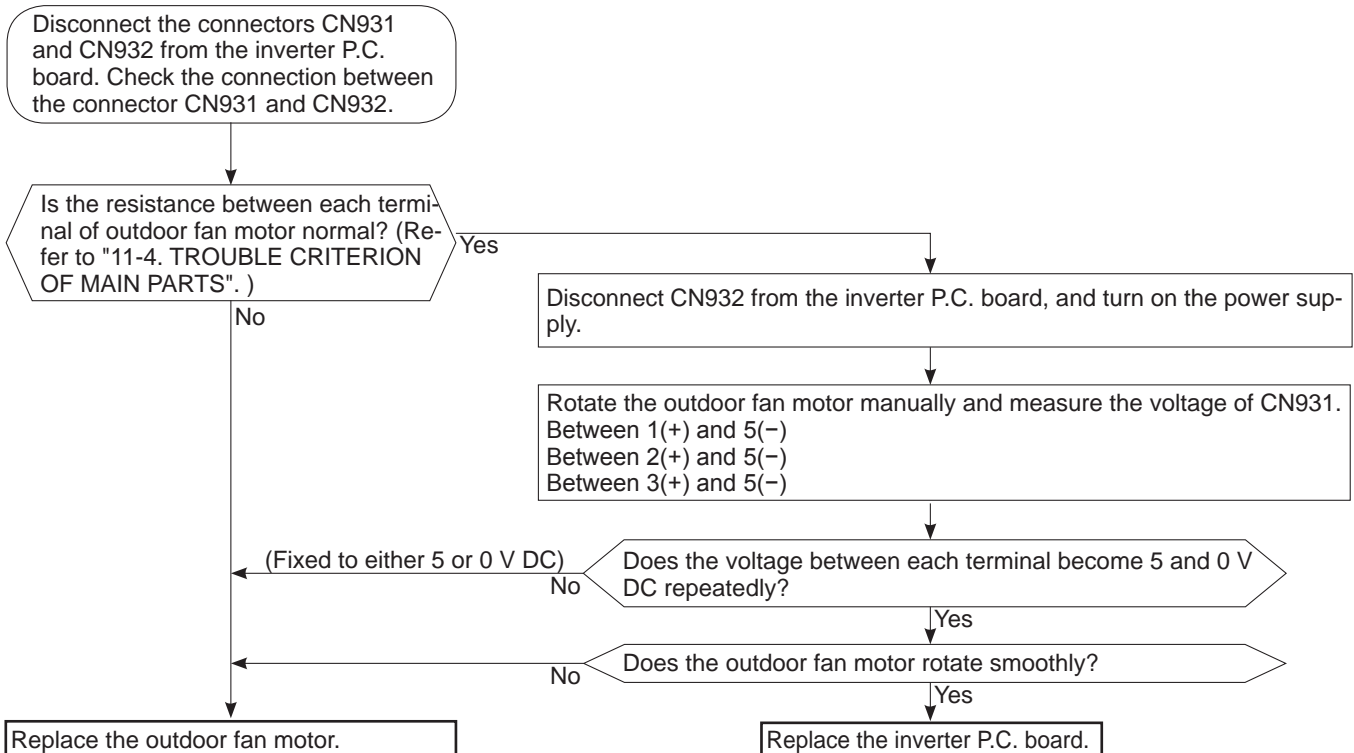 Disconnect the connectors CN931
and CN932 from the inverter P.C.
board. Check the connection between
the connector CN931 and CN932.
Is the resistance between each termi-
nal of outdoor fan motor normal? (Re-
fer to "11-4. TROUBLE CRITERION
OF MAIN PARTS". )
Yes
No
Disconnect CN932 from the inverter P.C. board, and turn on the power sup-
ply.
Rotate the outdoor fan motor manually and measure the voltage of CN931.
Between 1(+) and 5(−)
Between 2(+) and 5(−)
Between 3(+) and 5(−)
(Fixed to either 5 or 0 V DC)
No
Does the voltage between each terminal become 5 and 0 V
DC repeatedly?
Yes
No
Does the outdoor fan motor rotate smoothly?
Yes
Replace the outdoor fan motor.
Replace the inverter P.C. board.